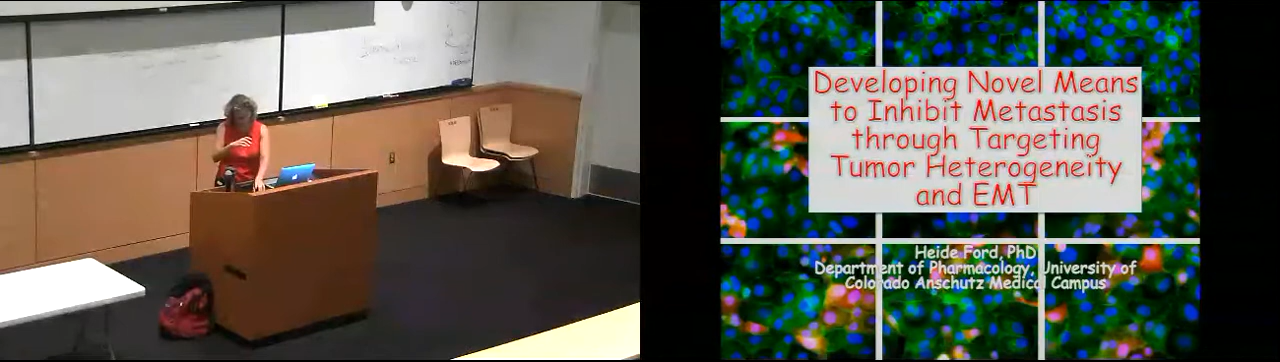 Developing Novel Means
to Inhibit Metastasis
through Targeting
Tumor Heterogeneity
and EMT
Heide Ford, PhD
Department of Pharmacology, University of
Colorado Anschutz Medical Campus